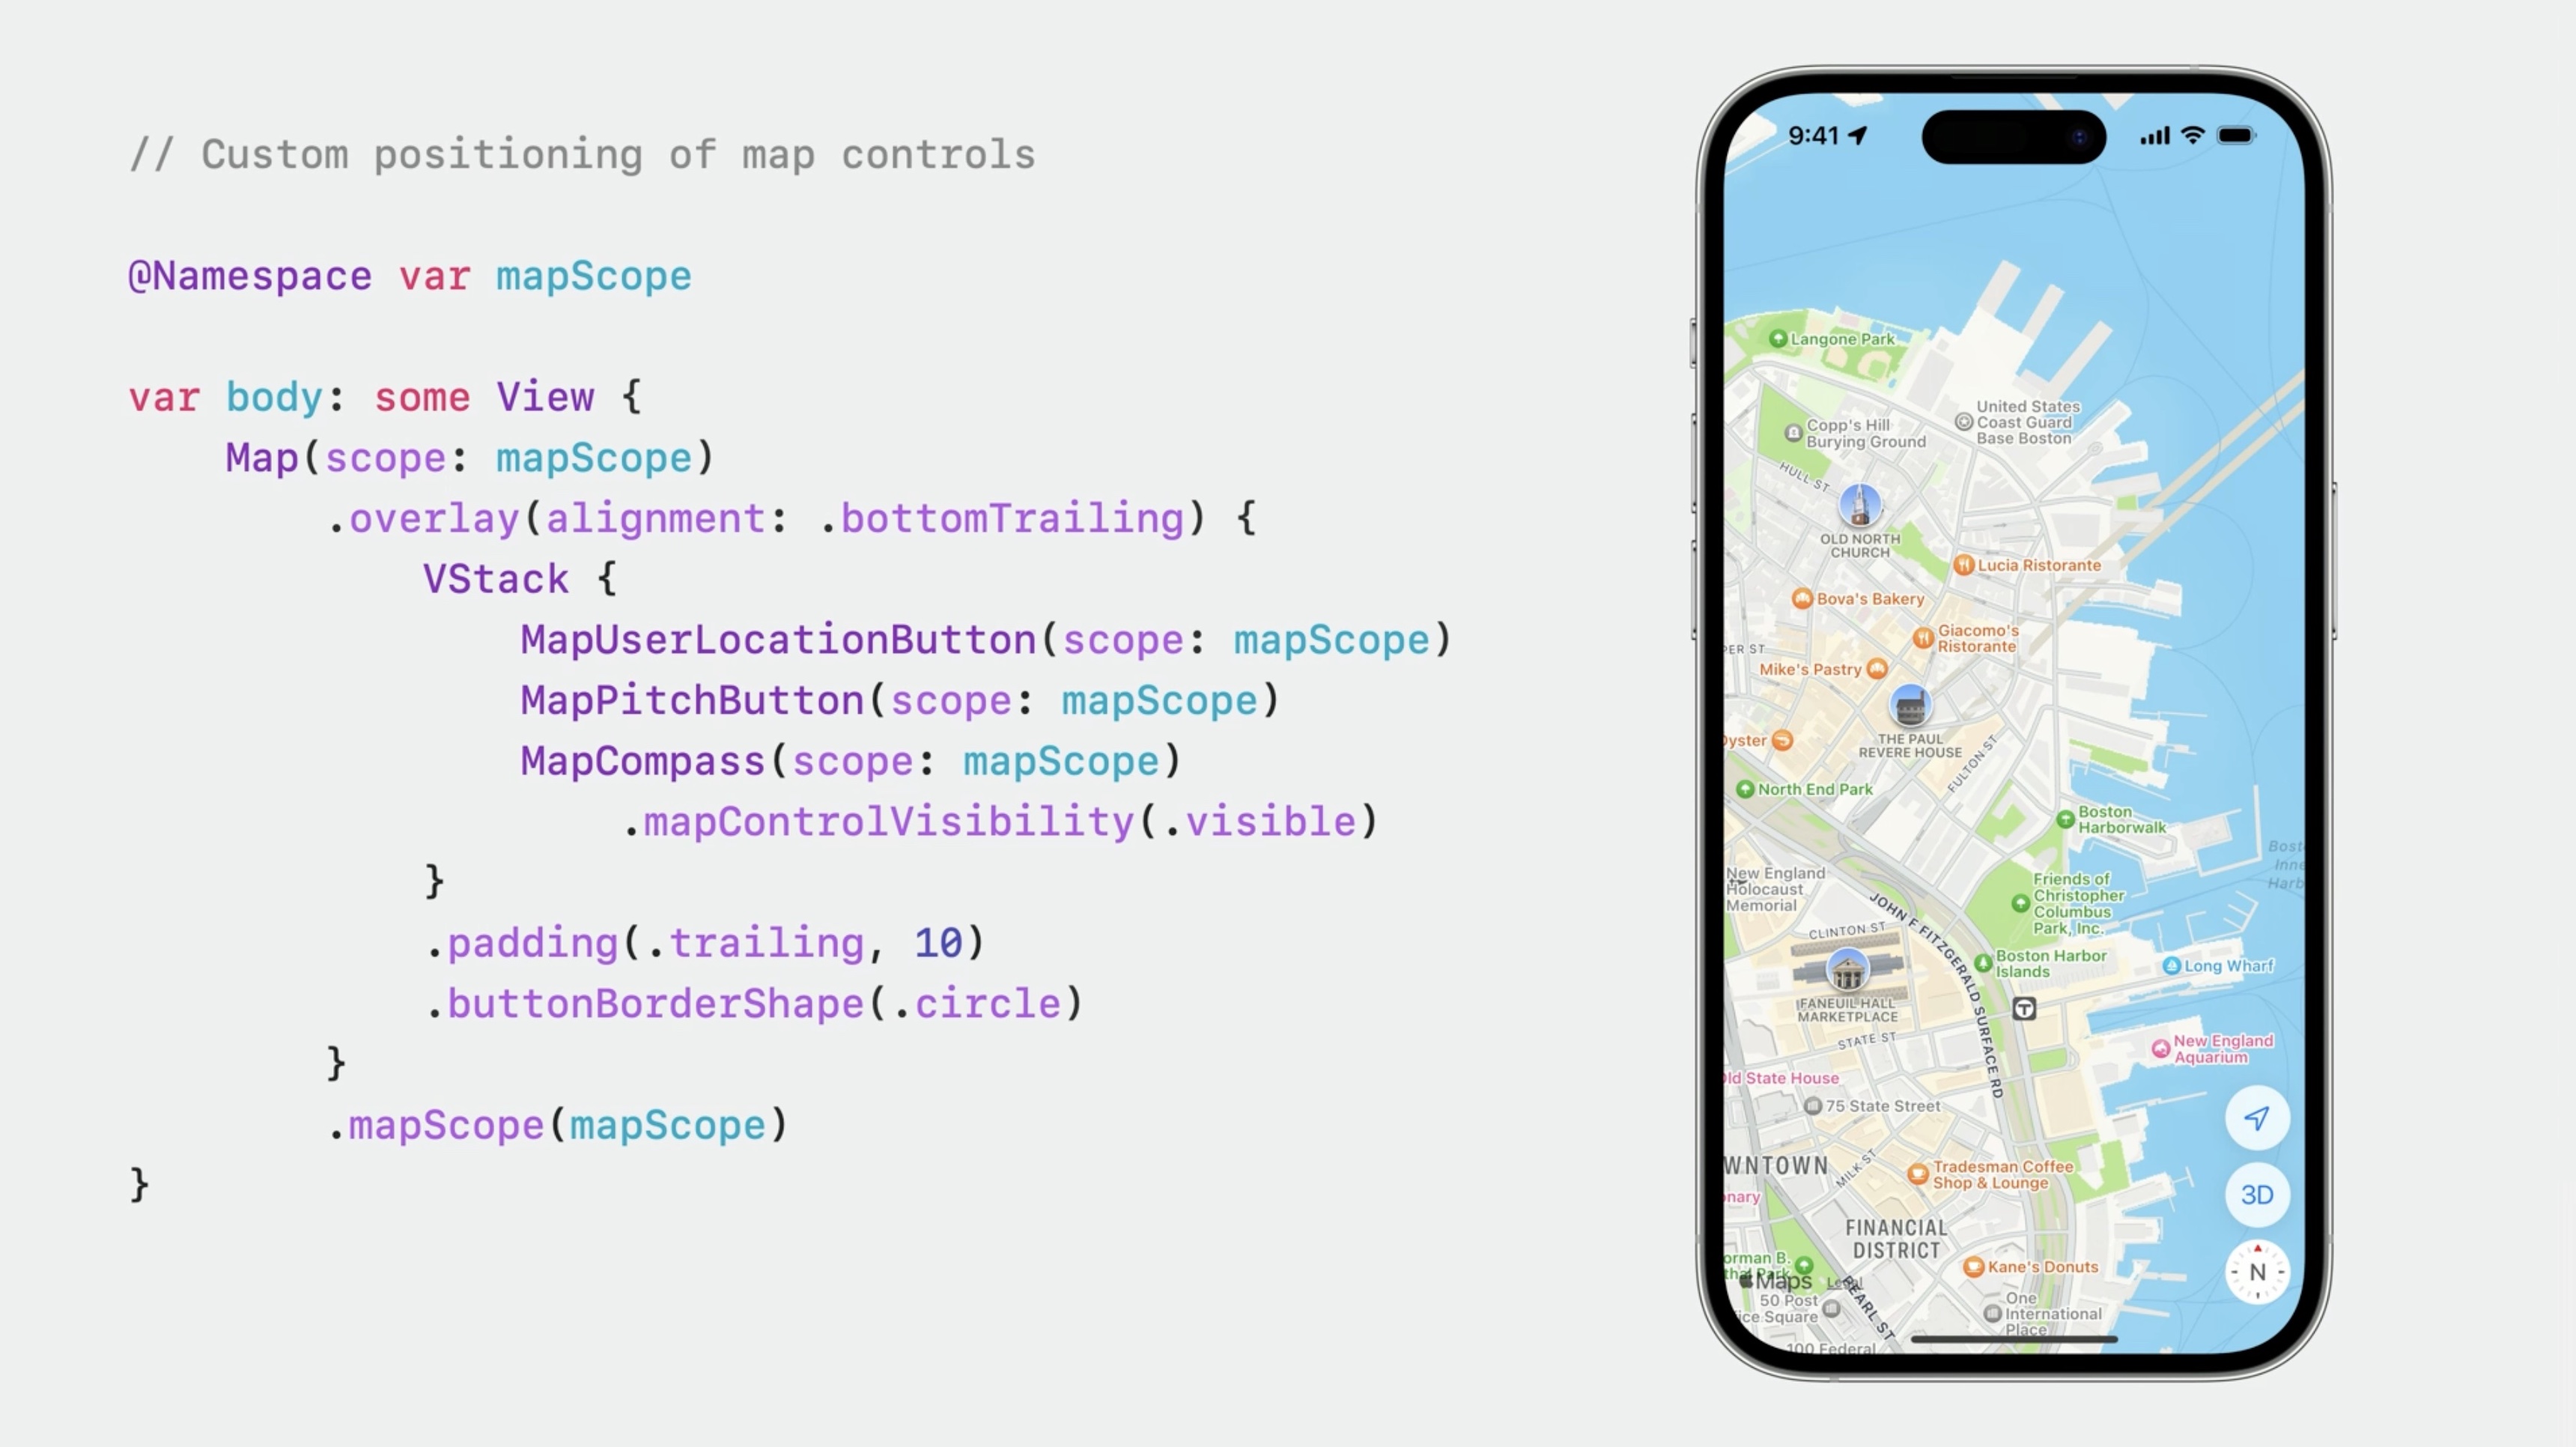 // Custom positioning of map controls
@Namespace var mapScope
var body: some View {
Map(scope: mapScope)
.overlay(alignment: .bottomTrailing) {
VStack {
MapUserLocationButton(scope: mapScope)
MapPitchButton(scope: mapScope)
MapCompass(scope: mapScope)
.mapControlVisibility(.visible)
}
.padding(.trailing, 10)
.buttonBorderShape(.circle)
}
.mapScope(mapScope)
}
9:41
Langone Park
United States
Coast Guard
Base Boston
Copp's Hill
Burying Ground
HULL ST
OLD NORTH
CHURCH
Lucia Ristorante
Bova's Bakery
Giacomo's
Ristorante
PER ST
Mike's Pastry
THE PAUL
REVERE HOUSE
Oyster
FULTON ST
North End Park
Boston
Harborwalk
Bost
Inne
Harb
New England
Holocaust
Memorial
Friends of
Christopher
Columbus
Park, Inc.
JOHN F FITZGERALD SURFACE RD
CLINTON ST
Boston Harbor
Islands
Long Wharf
FANEUIL HALL
MARKETPLACE
T
STATE ST
New England
Aquarium
Old State House
75 State Street
WNTOWN
MILK ST
Tradesman Coffee
Shop & Lounge
3D
onary
FINANCIAL
DISTRICT
orman B.
thal Park
Kane's Donuts
N
Maps Legal
PEARL ST
50 Post
ice Square
One
International
Place
100 Federal